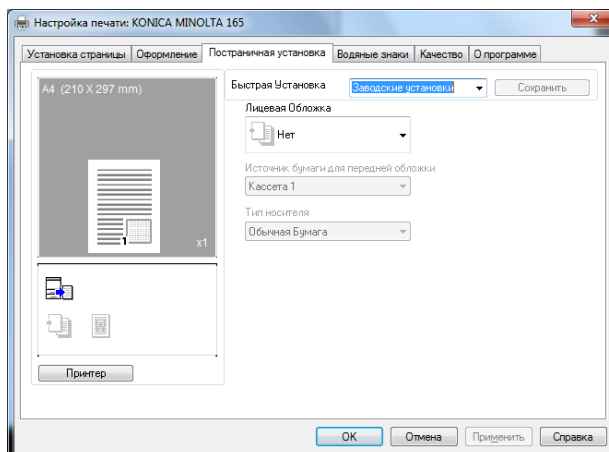 Настройка печати: KONICA MINOLTA 165
Установка страницы Оформление Постраничная установка Водяные знаки Качество О программе
A4 (210 X 297 mm)
Быстрая Установка Заводские установки Сохранить
Лицевая Обложка
Нет
Источник бумаги для передней обложки
Кассета 1
Тип носителя
Обычная Бумага
1
x1
Принтер
OK Отмена Применить Справка